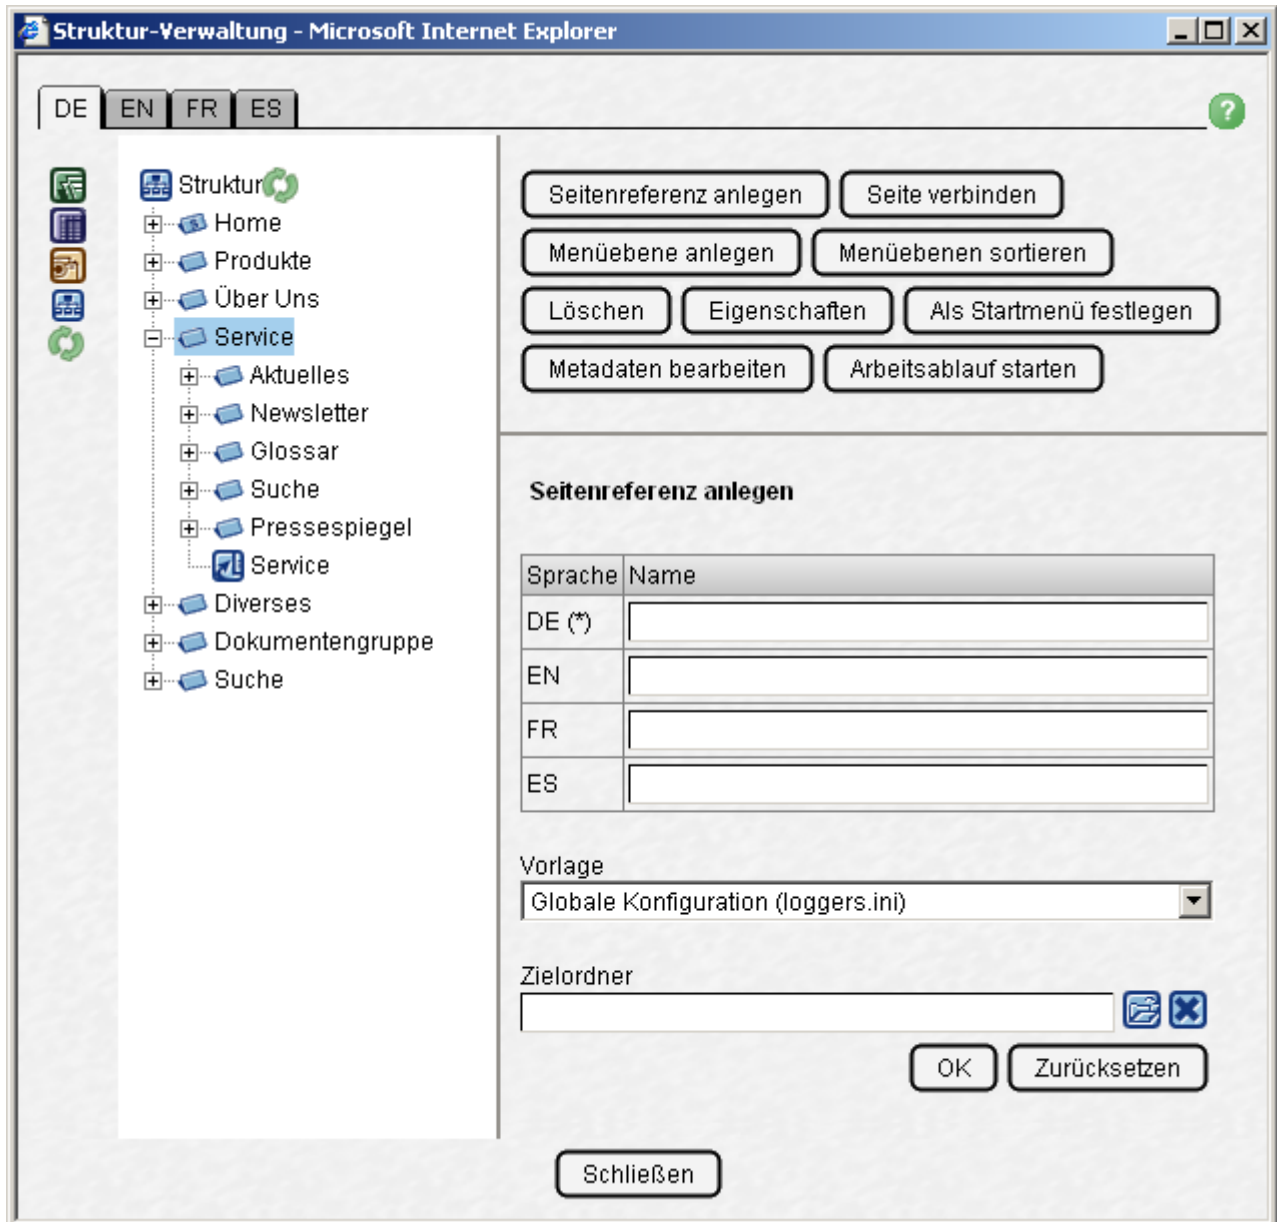 Struktur-Verwaltung - Microsoft Internet Explorer
DE EN FR ES
?
Struktur
Home
Produkte
Über Uns
Service
Aktuelles
Newsletter
Glossar
Suche
Pressespiegel
Service
Diverses
Dokumentengruppe
Suche
Seitenreferenz anlegen Seite verbinden
Menüebene anlegen Menüebenen sortieren
Löschen Eigenschaften Als Startmenü festlegen
Metadaten bearbeiten Arbeitsablauf starten
Seitenreferenz anlegen
Sprache Name
DE (*)
EN
FR
ES
Vorlage
Globale Konfiguration (loggers.ini)
Zielordner
OK Zurücksetzen
Schließen